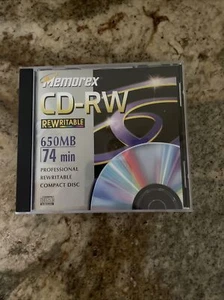 Memorex
CD-RW
REWRITABLE
650MB
74 min
PROFESSIONAL
REWRITABLE
COMPACT DISC